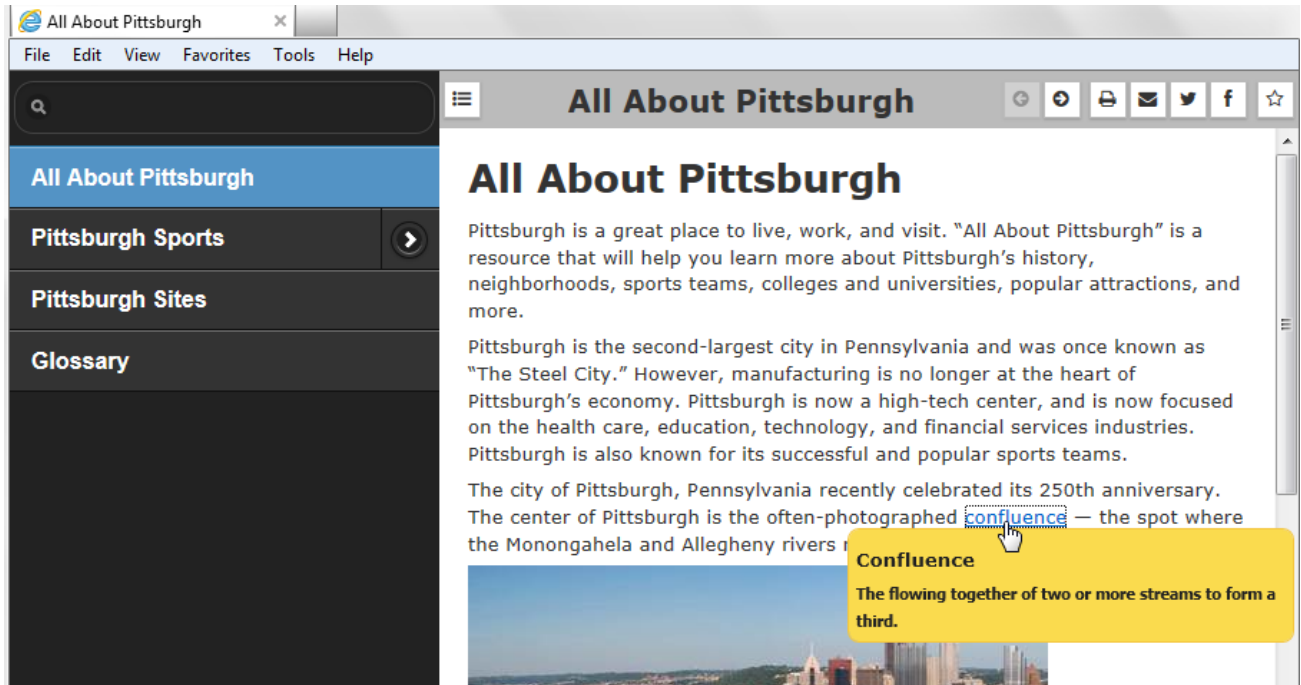 All About Pittsburgh
File Edit View Favorites Tools Help
All About Pittsburgh
Pittsburgh Sports
Pittsburgh Sites
Glossary
All About Pittsburgh
All About Pittsburgh
Pittsburgh is a great place to live, work, and visit. “All About Pittsburgh” is a
resource that will help you learn more about Pittsburgh’s history,
neighborhoods, sports teams, colleges and universities, popular attractions, and
more.
Pittsburgh is the second-largest city in Pennsylvania and was once known as
“The Steel City.” However, manufacturing is no longer at the heart of
Pittsburgh’s economy. Pittsburgh is now a high-tech center, and is now focused
on the health care, education, technology, and financial services industries.
Pittsburgh is also known for its successful and popular sports teams.
The city of Pittsburgh, Pennsylvania recently celebrated its 250th anniversary.
The center of Pittsburgh is the often-photographed confluence — the spot where
the Monongahela and Allegheny rivers
Confluence
The flowing together of two or more streams to form a
third.